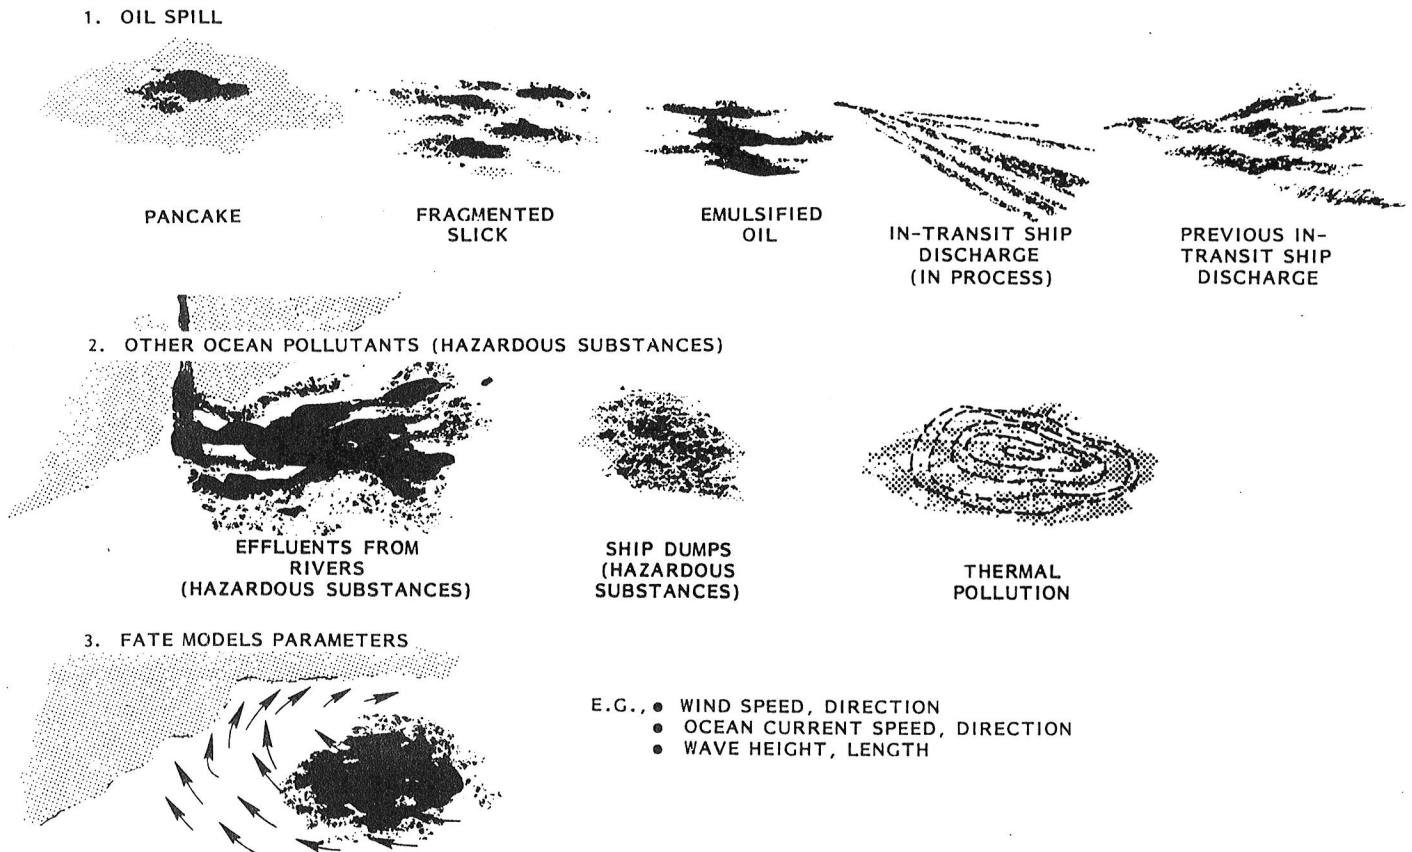 1. OIL SPILL
PANCAKE
FRAGMENTED
SLICK
EMULSIFIED
OIL
IN-TRANSIT SHIP
DISCHARGE
(IN PROCESS)
PREVIOUS IN-
TRANSIT SHIP
DISCHARGE
2. OTHER OCEAN POLLUTANTS (HAZARDOUS SUBSTANCES)
EFFLUENTS FROM
RIVERS
(HAZARDOUS SUBSTANCES)
SHIP DUMPS
(HAZARDOUS
SUBSTANCES)
THERMAL
POLLUTION
3. FATE MODELS PARAMETERS
E.G., ● WIND SPEED, DIRECTION
● OCEAN CURRENT SPEED, DIRECTION
● WAVE HEIGHT, LENGTH